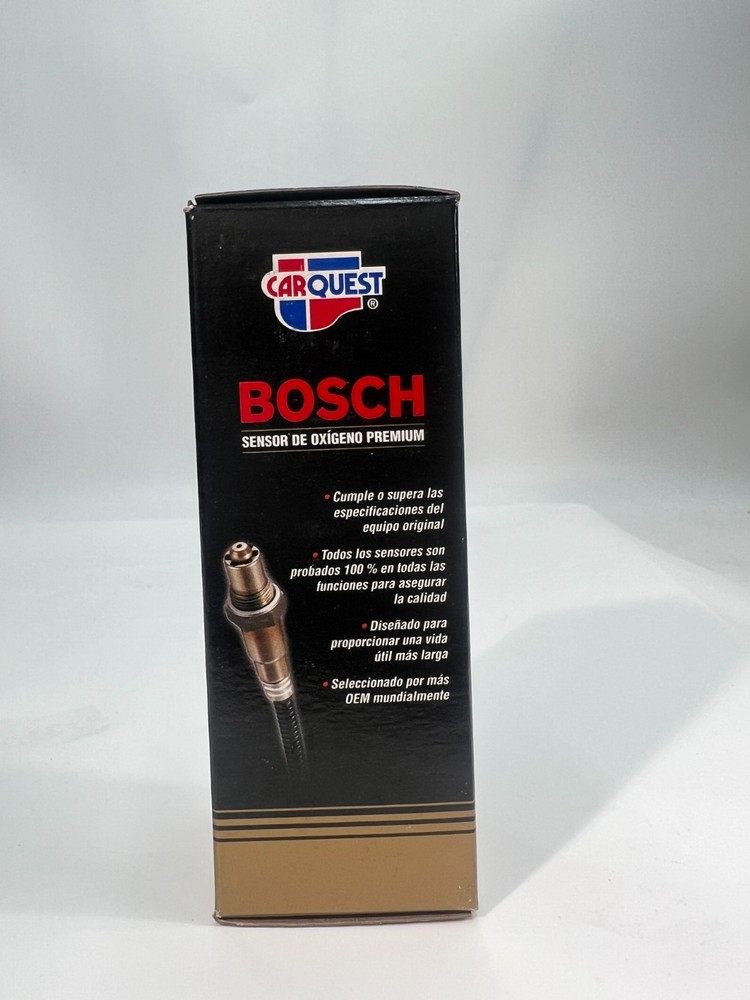 CARQUEST
®
BOSCH
SENSOR DE OXÍGENO PREMIUM
• Cumple o supera las
especificaciones del
equipo original
• Todos los sensores son
probados 100 % en todas las
funciones para asegurar
la calidad
• Diseñado para
proporcionar una vida
útil más larga
• Seleccionado por más
OEM mundialmente